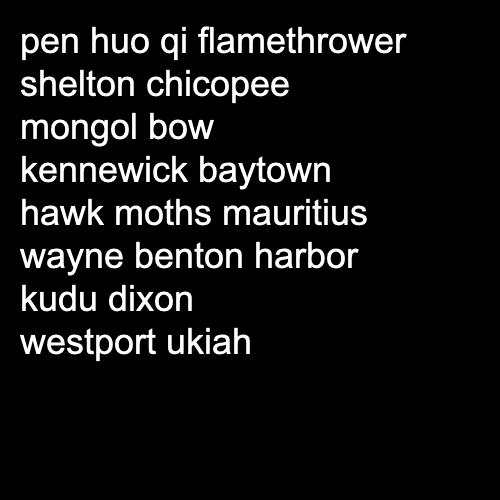 pen huo qi flamethrower
shelton chicopee
mongol bow
kennewick baytown
hawk moths mauritius
wayne benton harbor
kudu dixon
westport ukiah